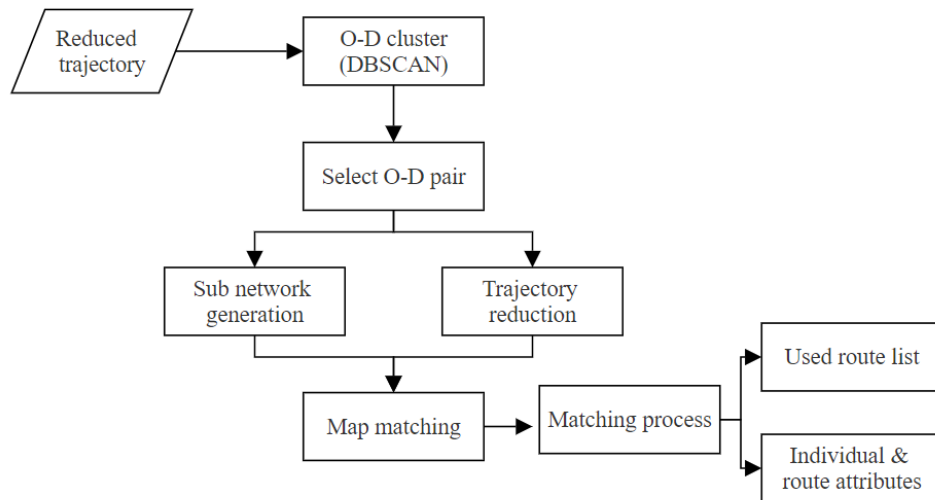 Reduced
trajectory
O-D cluster
(DBSCAN)
Select O-D pair
Sub network
generation
Trajectory
reduction
Map matching
Matching process
Used route list
Individual &
route attributes